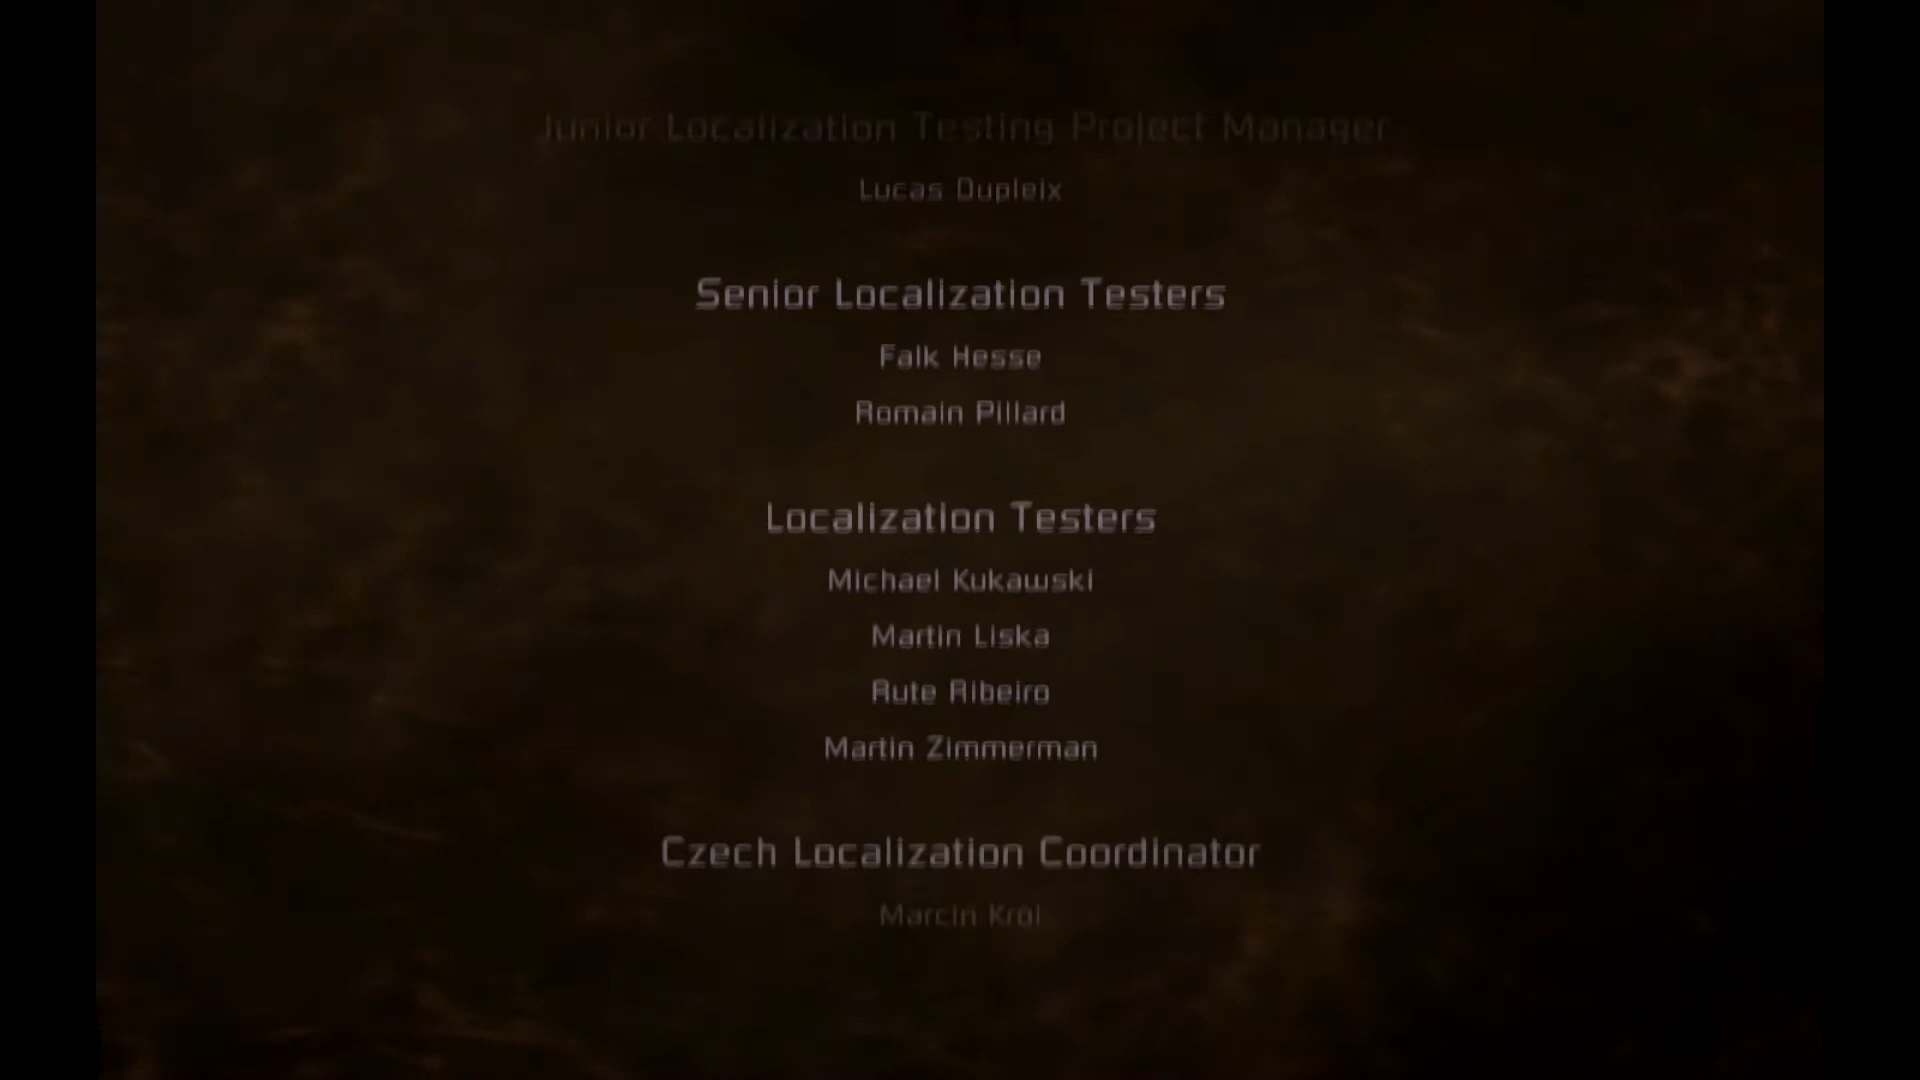 Junior Localization Testing Project Manager
Lucas Dupleix
Senior Localization Testers
Falk Hesse
Romain Pillard
Localization Testers
Michael Kukawski
Martin Liska
Rute Ribeiro
Martin Zimmerman
Czech Localization Coordinator
Marcin Krol